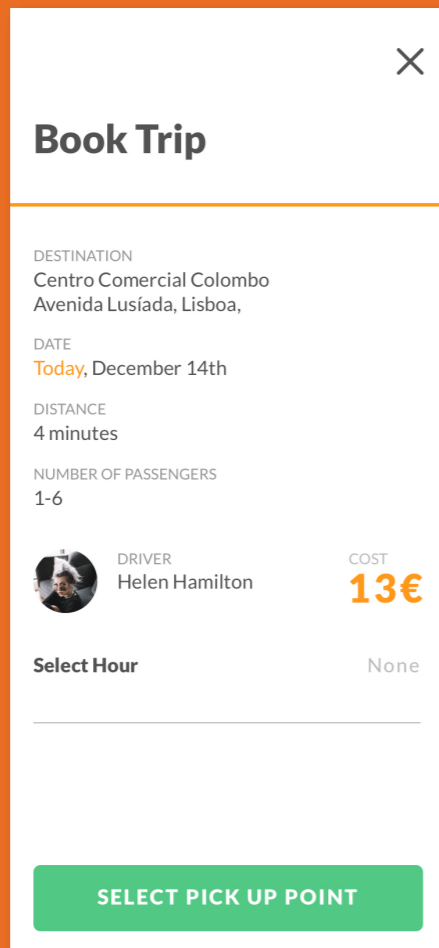 Book Trip
DESTINATION
Centro Comercial Colombo
Avenida Lusíada, Lisboa,
DATE
Today, December 14th
DISTANCE
4 minutes
NUMBER OF PASSENGERS
1-6
DRIVER
Helen Hamilton
COST
13€
Select Hour
None
SELECT PICK UP POINT